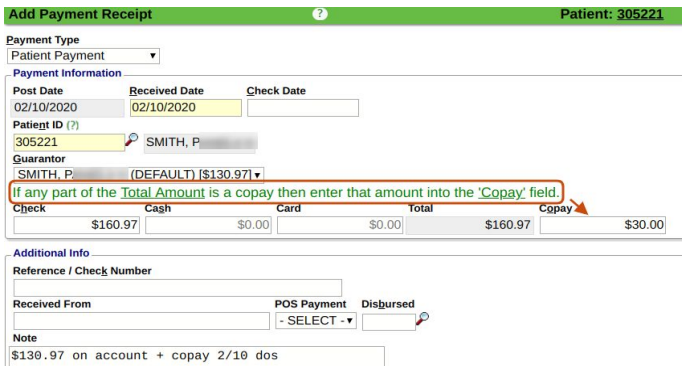 Add Payment Receipt ? Patient: 305221
Payment Type
Patient Payment
Payment Information
Post Date Received Date Check Date
02/10/2020 02/10/2020
Patient ID (?)
305221 SMITH, P
Guarantor
SMITH, P (DEFAULT) [$130.97]
If any part of the Total Amount is a copay then enter that amount into the 'Copay' field.
Check Cash Card Total Copay
$160.97 $0.00 $0.00 $160.97 $30.00
Additional Info
Reference / Check Number
Received From POS Payment Disbursed
- SELECT -
Note
$130.97 on account + copay 2/10 dos